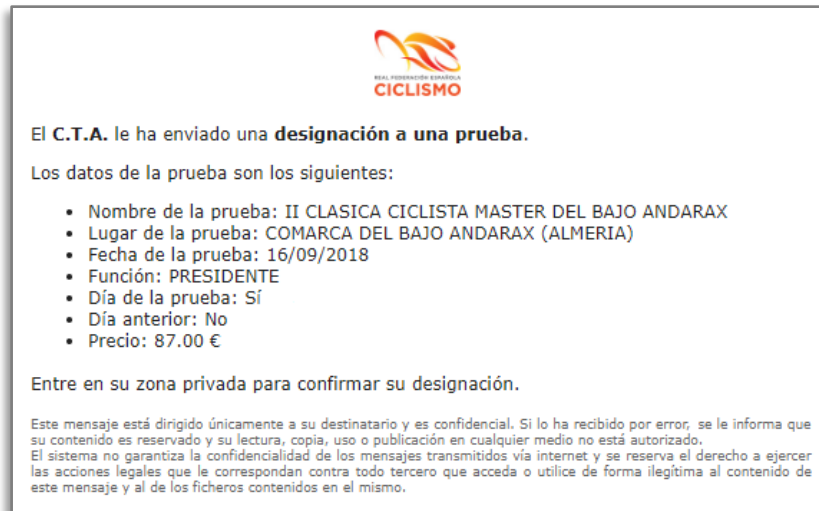 REAL FEDERACIÓN ESPAÑOLA
CICLISMO
El C.T.A. le ha enviado una designación a una prueba.
Los datos de la prueba son los siguientes:
• Nombre de la prueba: II CLASICA CICLISTA MASTER DEL BAJO ANDARAX
• Lugar de la prueba: COMARCA DEL BAJO ANDARAX (ALMERIA)
• Fecha de la prueba: 16/09/2018
• Función: PRESIDENTE
• Día de la prueba: Sí
• Día anterior: No
• Precio: 87.00 €
Entre en su zona privada para confirmar su designación.
Este mensaje está dirigido únicamente a su destinatario y es confidencial. Si lo ha recibido por error, se le informa que
su contenido es reservado y su lectura, copia, uso o publicación en cualquier medio no está autorizado.
El sistema no garantiza la confidencialidad de los mensajes transmitidos vía internet y se reserva el derecho a ejercer
las acciones legales que le correspondan contra todo tercero que acceda o utilice de forma ilegítima al contenido de
este mensaje y al de los ficheros contenidos en el mismo.